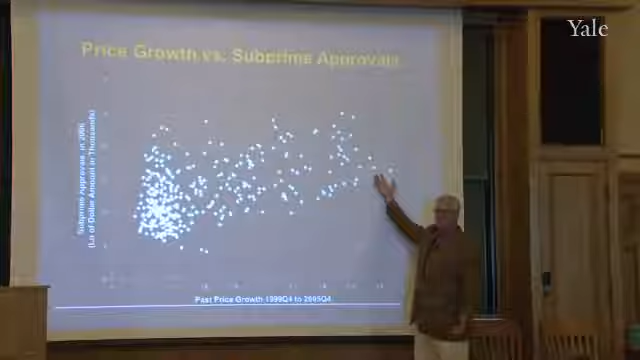 Yale
Price Growth vs. Subprime Approvals
Subprime Approvals, in 2005
(Ln of Dollar Amount in Thousands)
Past Price Growth 1999Q4 to 2005Q4